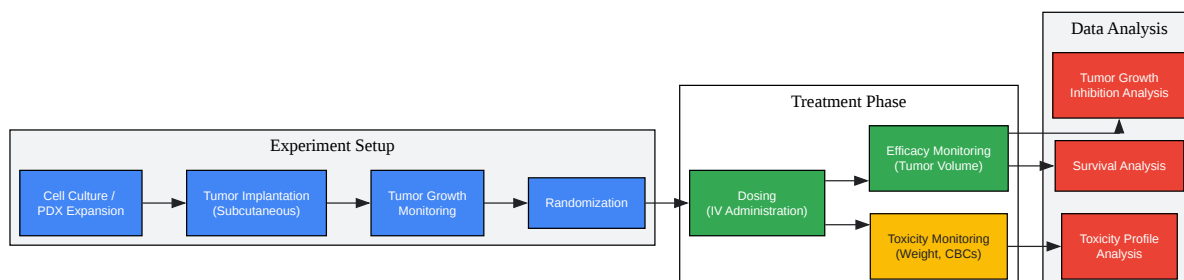 Experiment Setup
Cell Culture /
PDX Expansion
Tumor Implantation
(Subcutaneous)
Tumor Growth
Monitoring
Randomization
Treatment Phase
Dosing
(IV Administration)
Efficacy Monitoring
(Tumor Volume)
Toxicity Monitoring
(Weight, CBCs)
Data Analysis
Tumor Growth
Inhibition Analysis
Survival Analysis
Toxicity Profile
Analysis